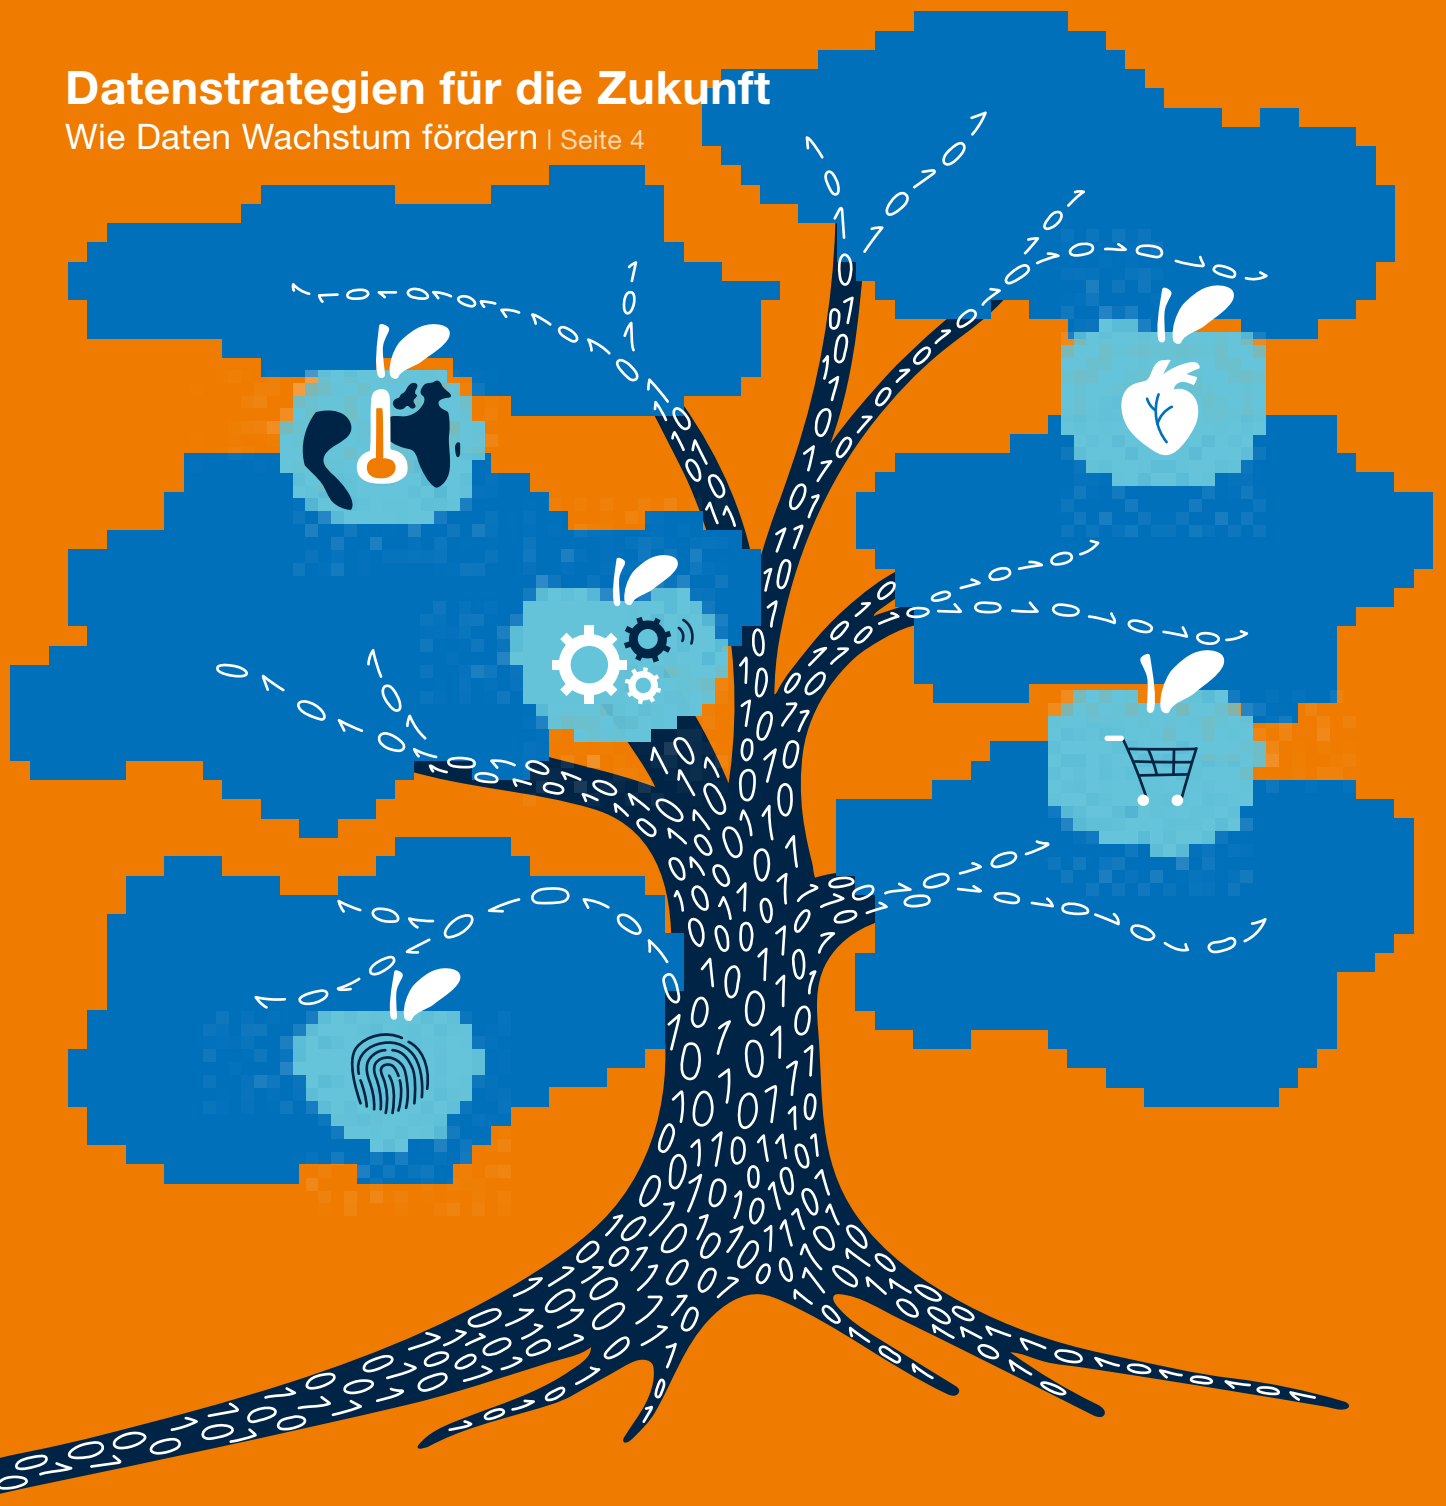 Datenstrategien für die Zukunft
Wie Daten Wachstum fördern | Seite 4